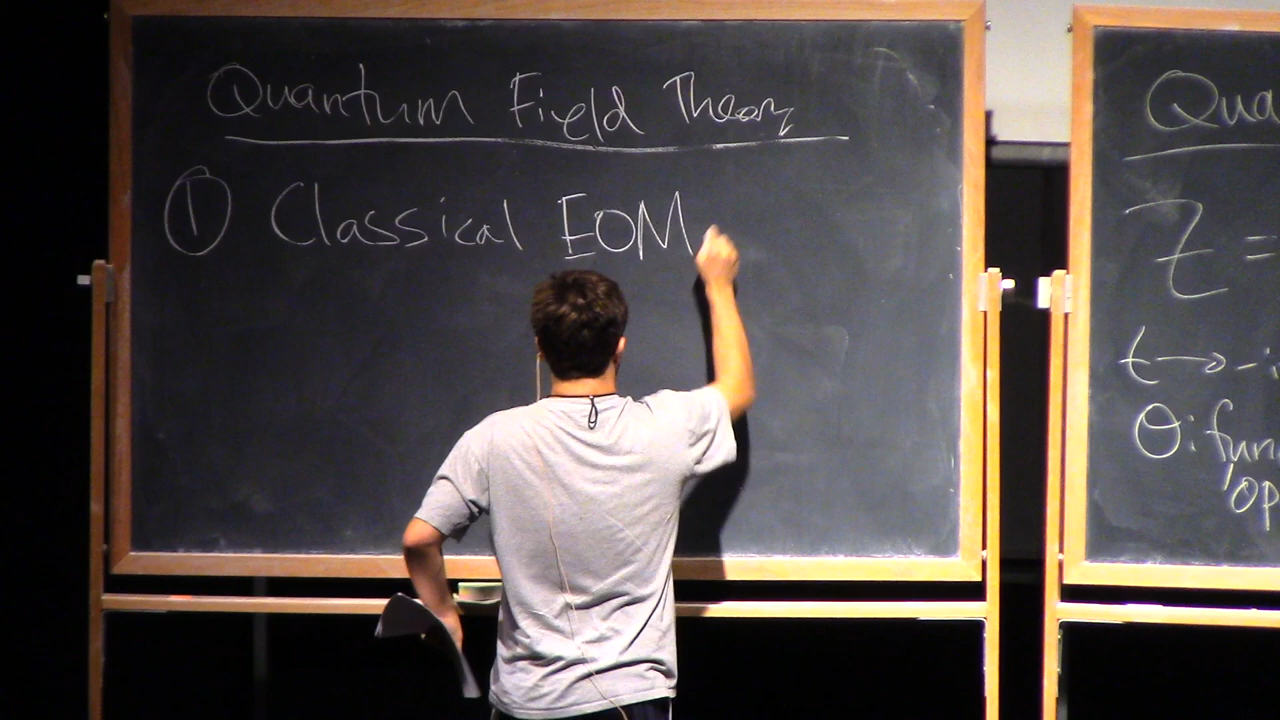 Quantum Field Theory
① Classical EOM
Qua
Z =
t → -i
O: fun
op